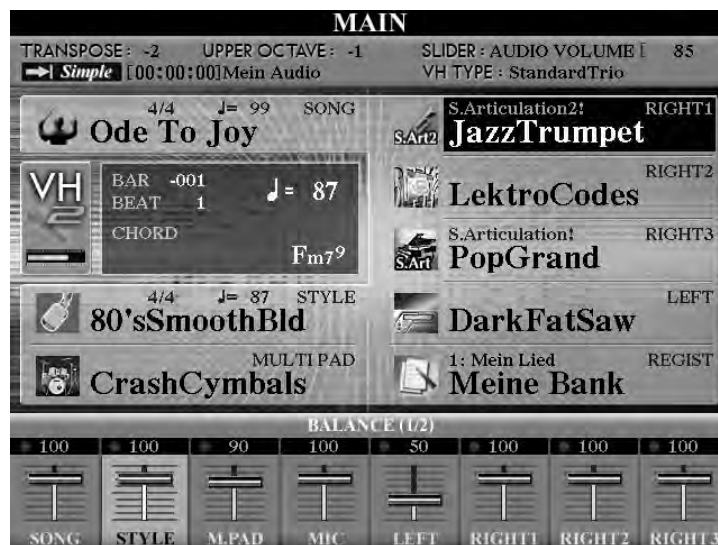 MAIN
TRANSPOSE : -2 UPPER OCTAVE : -1 SLIDER : AUDIO VOLUME [ 85
Simple [00:00:00]Mein Audio VH TYPE : StandardTrio
4/4 ♩= 99 SONG
Ode To Joy
S.Art2 S.Articulation2! RIGHT1
JazzTrumpet
VH
BAR -001
BEAT 1
♩= 87
CHORD
Fm7⁹
RIGHT2
LektroCodes
S.Art S.Articulation! RIGHT3
PopGrand
4/4 ♩= 87 STYLE
80'sSmoothBld
LEFT
DarkFatSaw
MULTI PAD
CrashCymbals
1: Mein Lied REGIST
Meine Bank
BALANCE (1/2)
100 100 90 100 50 100 100 100
SONG STYLE M.PAD MIC LEFT RIGHT1 RIGHT2 RIGHT3